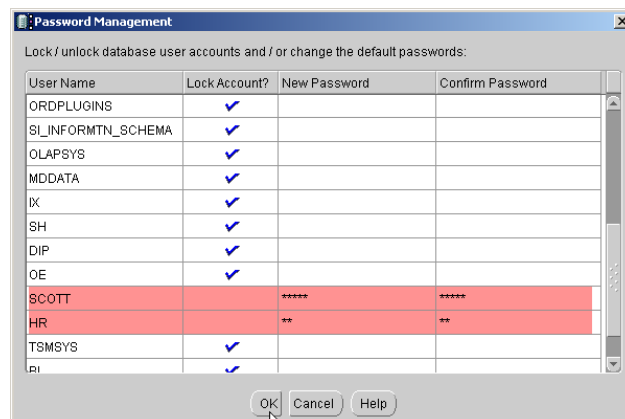 Password Management
Lock / unlock database user accounts and / or change the default passwords:
User Name Lock Account? New Password Confirm Password
ORDPLUGINS
SI_INFORMTN_SCHEMA
OLAPSYS
MDDATA
IX
SH
DIP
OE
SCOTT ***** *****
HR ** **
TSMSYS
BI
OK Cancel Help